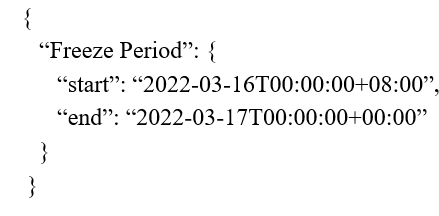 {
“Freeze Period”: {
“start”: “2022-03-16T00:00:00+08:00”,
“end”: “2022-03-17T00:00:00+00:00”
}
}